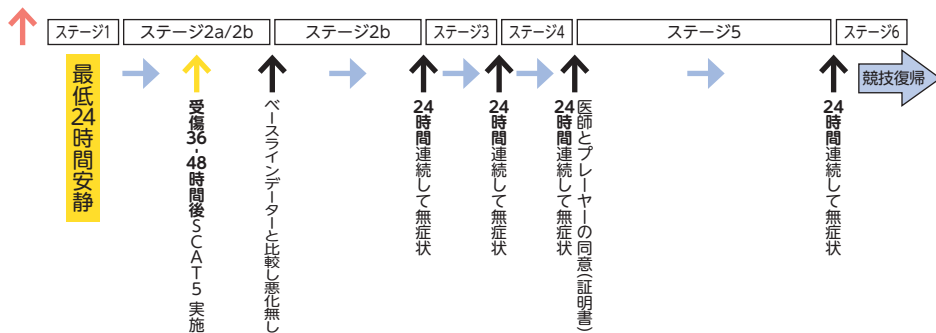 ステージ1
ステージ2a/2b
ステージ2b
ステージ3
ステージ4
ステージ5
ステージ6
最低24時間安静
受傷36-48時間後SCAT5実施
ベースラインデーターと比較し悪化無し
24時間連続して無症状
24時間連続して無症状
24時間連続して無症状
医師とプレーヤーの同意(証明書)
24時間連続して無症状
競技復帰